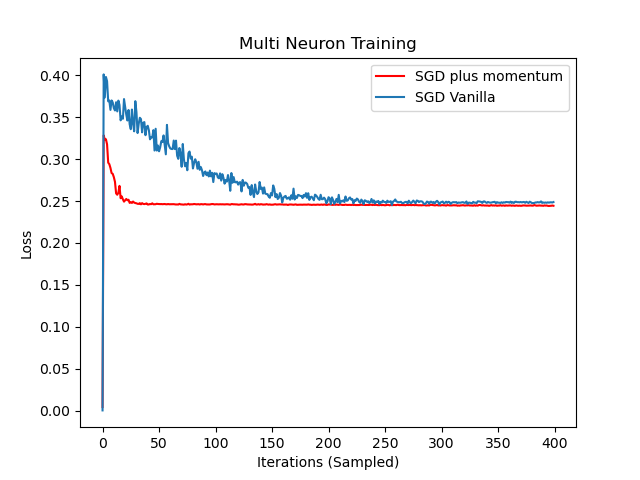 Multi Neuron Training
SGD plus momentum
SGD Vanilla
Loss
0.40
0.35
0.30
0.25
0.20
0.15
0.10
0.05
0.00
0 50 100 150 200 250 300 350 400
Iterations (Sampled)